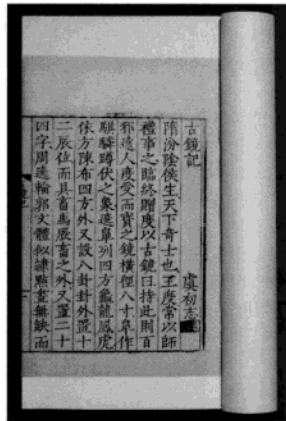 古鏡記
虞初志
隋汾陰侯生天下奇士也王度常以師
禮事之臨終贈度以古鏡曰持此則百
邪遠人度受而寶之鏡橫徑八寸鼻作
麒麟蹲伏之象遶鼻列四方龜龍鳳虎
依方陳布四方外又設八卦卦外置十
二辰位而具畜焉辰畜之外又置二十
四字周遶輪郭文體似隸點畫無缺而